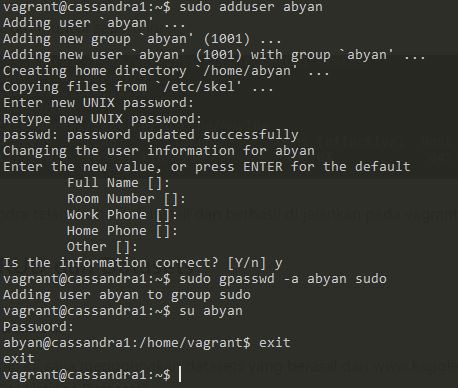 vagrant@cassandra1:~$ sudo adduser abyan
Adding user `abyan' ...
Adding new group `abyan' (1001) ...
Adding new user `abyan' (1001) with group `abyan' ...
Creating home directory `/home/abyan' ...
Copying files from `/etc/skel' ...
Enter new UNIX password:
Retype new UNIX password:
passwd: password updated successfully
Changing the user information for abyan
Enter the new value, or press ENTER for the default
Full Name []:
Room Number []:
Work Phone []:
Home Phone []:
Other []:
Is the information correct? [Y/n] y
vagrant@cassandra1:~$ sudo gpasswd -a abyan sudo
Adding user abyan to group sudo
vagrant@cassandra1:~$ su abyan
Password:
abyan@cassandra1:/home/vagrant$ exit
exit
vagrant@cassandra1:~$